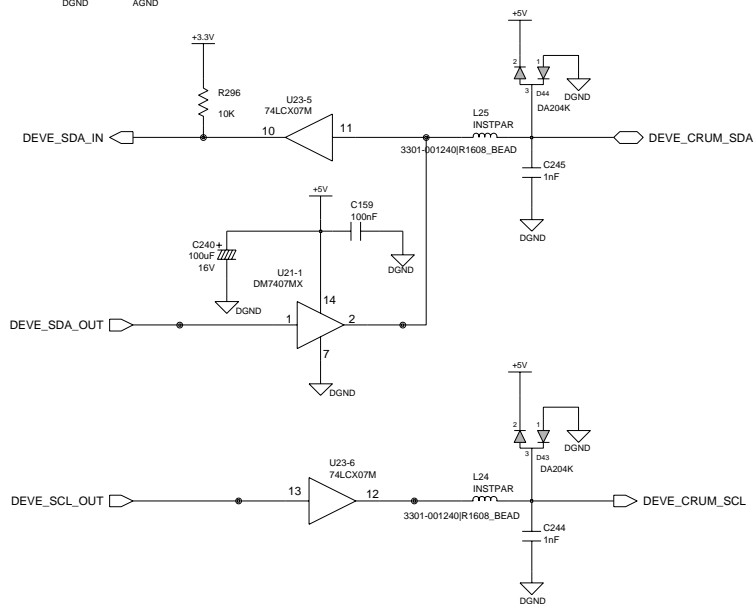 DGND AGND
+3.3V
R296
10K
U23-5
74LCX07M
DEVE_SDA_IN
10
11
L25
INSTPAR
3301-001240|R1608_BEAD
+5V
2
1
3
D44
DGND
DA204K
DEVE_CRUM_SDA
C245
1nF
DGND
+5V
C159
100nF
C240 +
100uF
16V
DGND
DGND
U21-1
DM7407MX
14
DEVE_SDA_OUT
1
2
7
DGND
+5V
2
1
3
D43
DGND
DA204K
U23-6
74LCX07M
DEVE_SCL_OUT
13
12
L24
INSTPAR
3301-001240|R1608_BEAD
DEVE_CRUM_SCL
C244
1nF
DGND